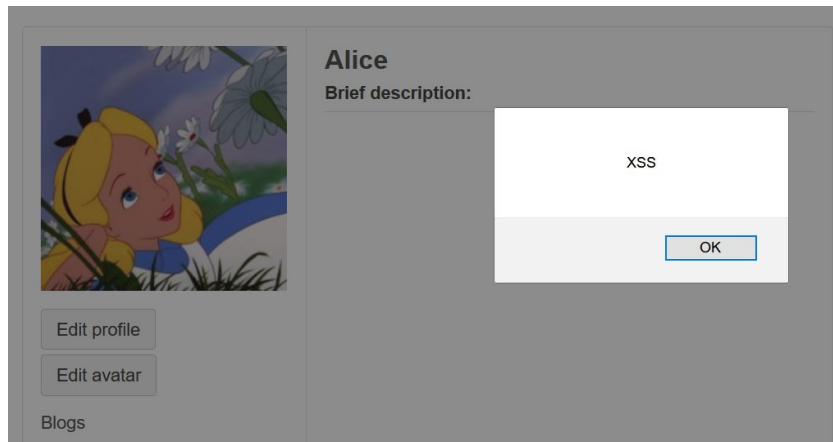 Alice
Brief description:
XSS
OK
Edit profile
Edit avatar
Blogs